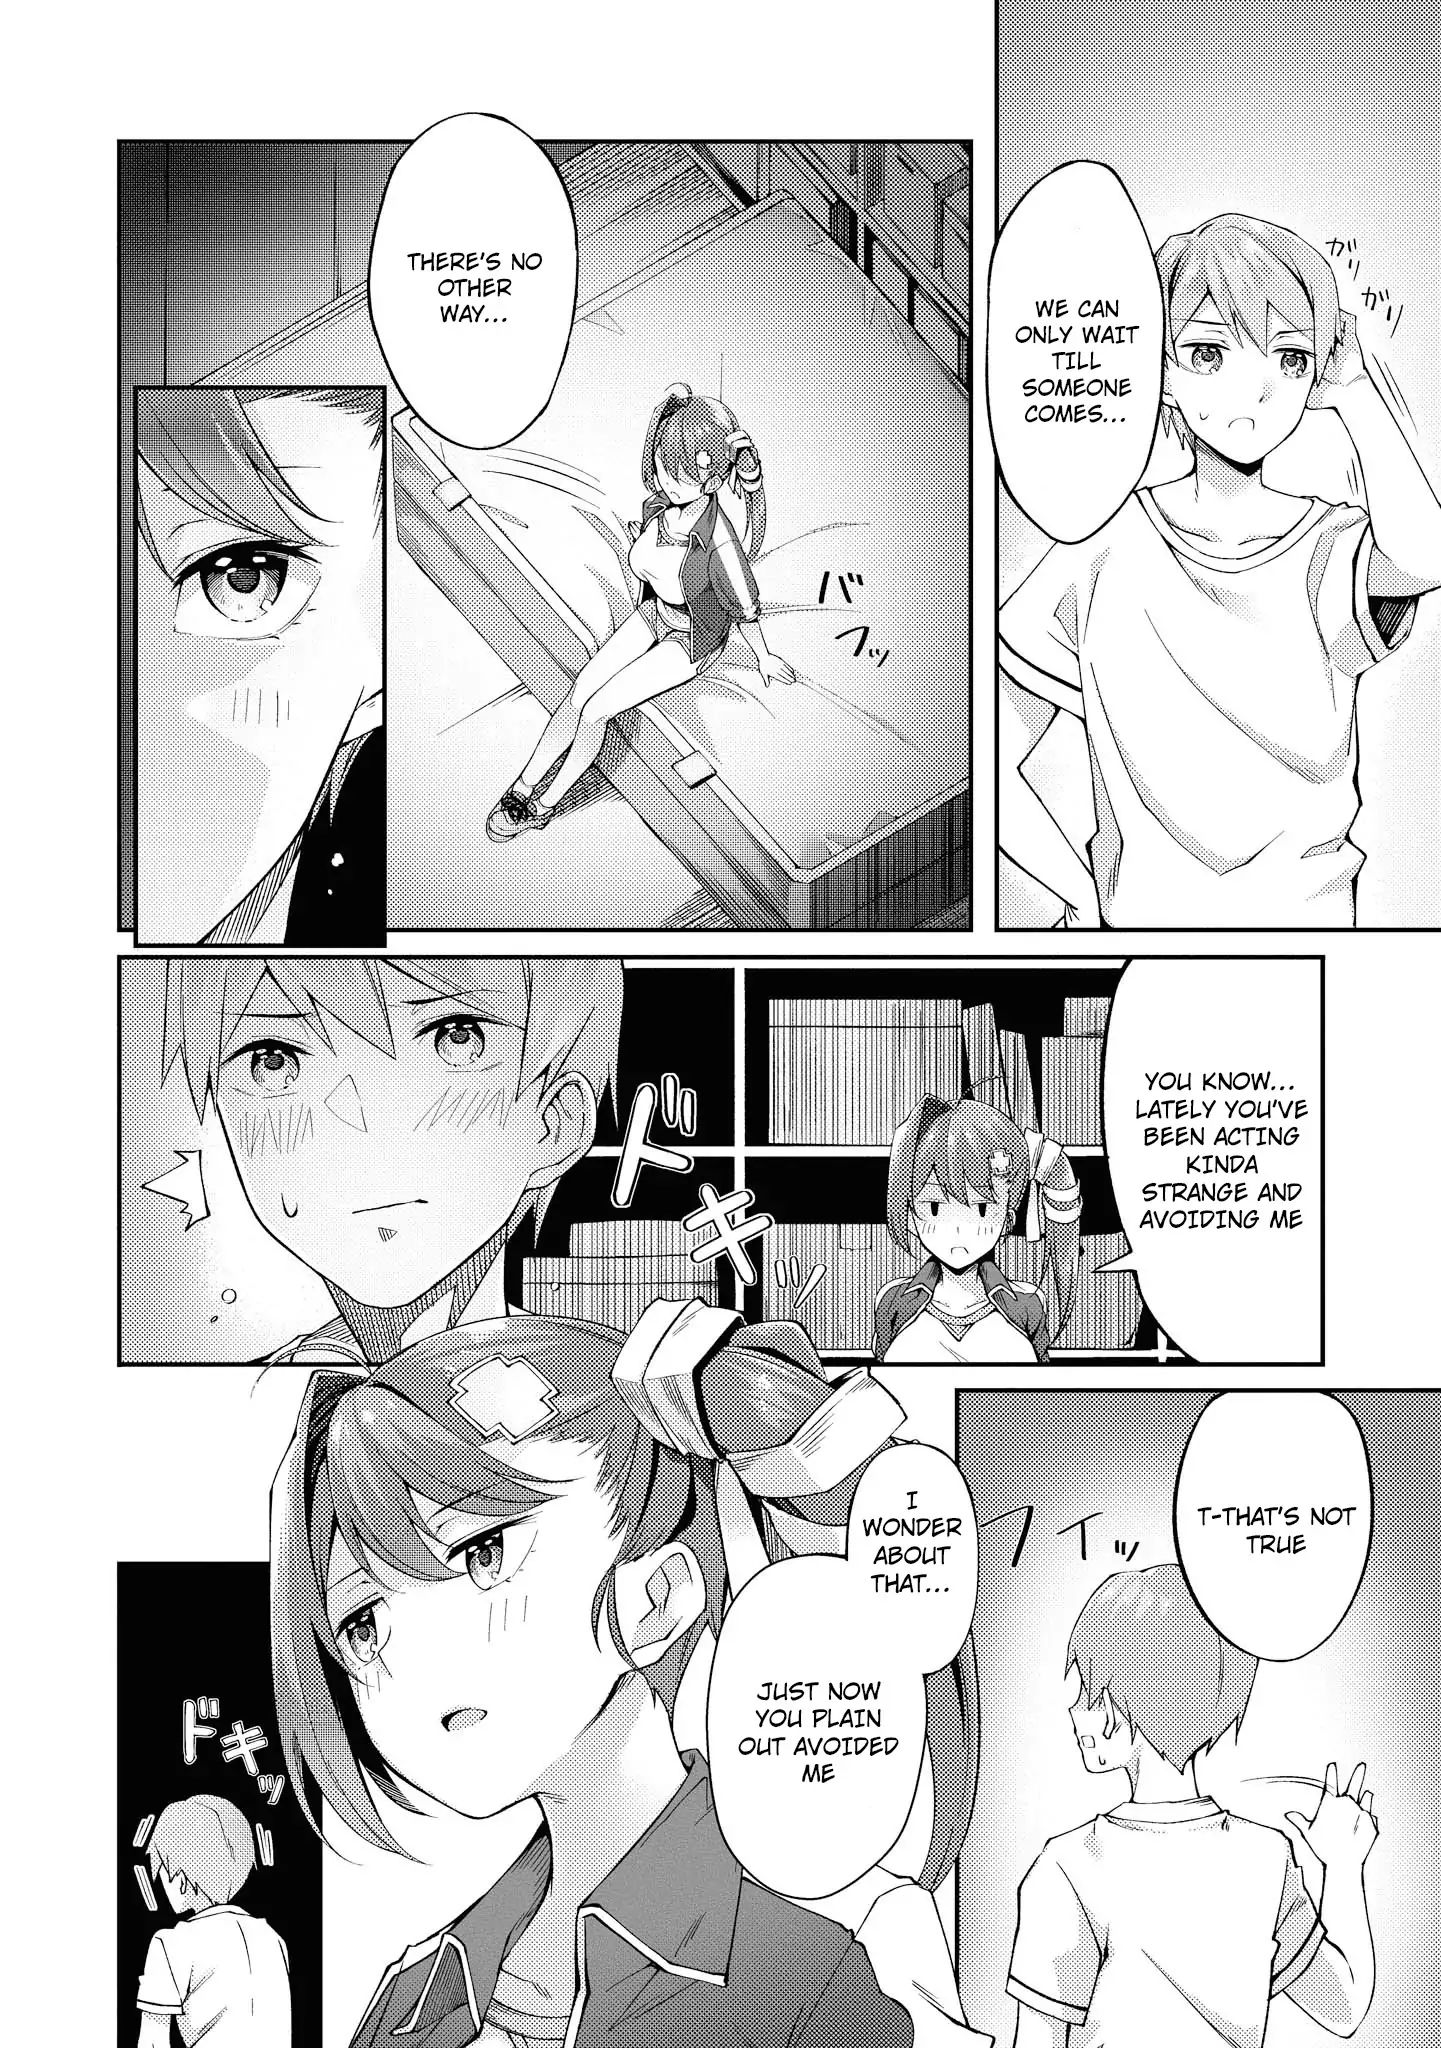 WE CAN
ONLY WAIT
TILL
SOMEONE
COMES...
ガリ
ガリ
THERE'S NO
OTHER
WAY...
バ
フッ
YOU KNOW...
LATELY YOU'VE
BEEN ACTING
KINDA
STRANGE AND
AVOIDING ME
ドキッ
T-THAT'S NOT
TRUE
フイッ
I
WONDER
ABOUT
THAT...
JUST NOW
YOU PLAIN
OUT AVOIDED
ME
ドキッ